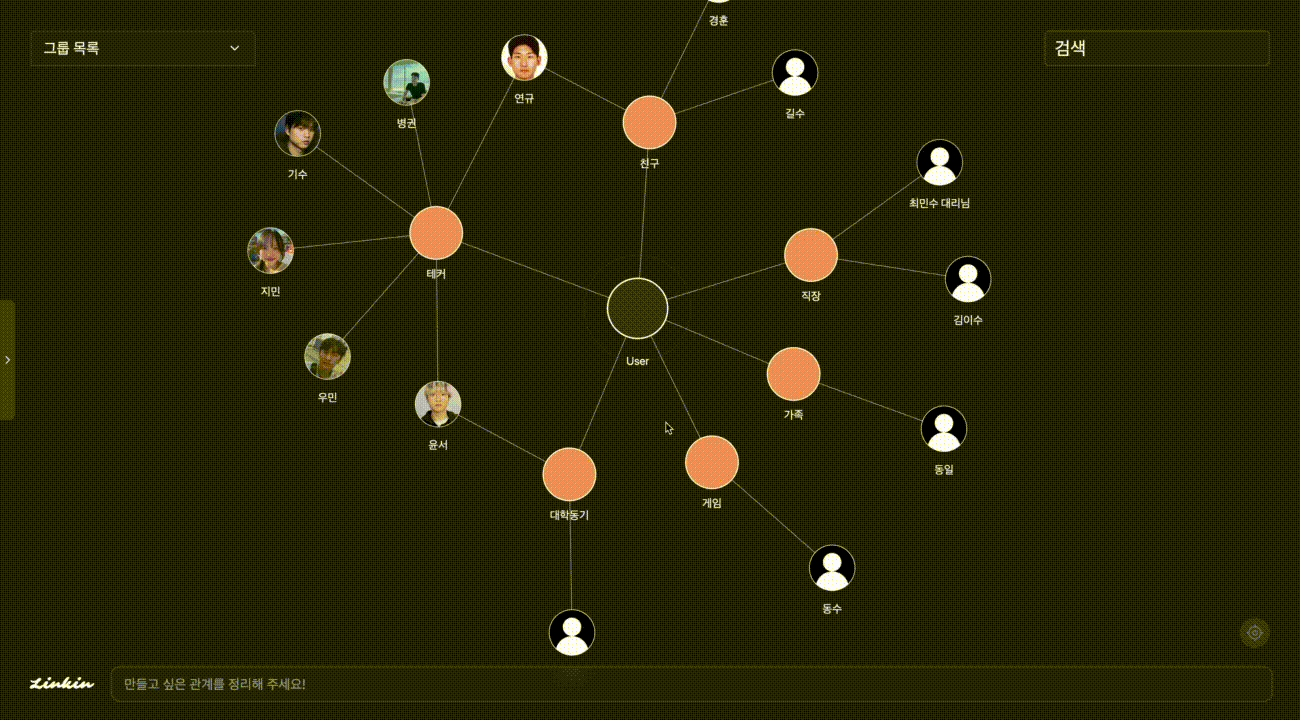 경훈
그룹 목록
검색
연규
길수
병권
친구
기수
최민수 대리님
테커
지민
직장
김이수
User
우민
가족
윤서
동일
게임
대학동기
동수
Linkin
만들고 싶은 관계를 정리해 주세요!